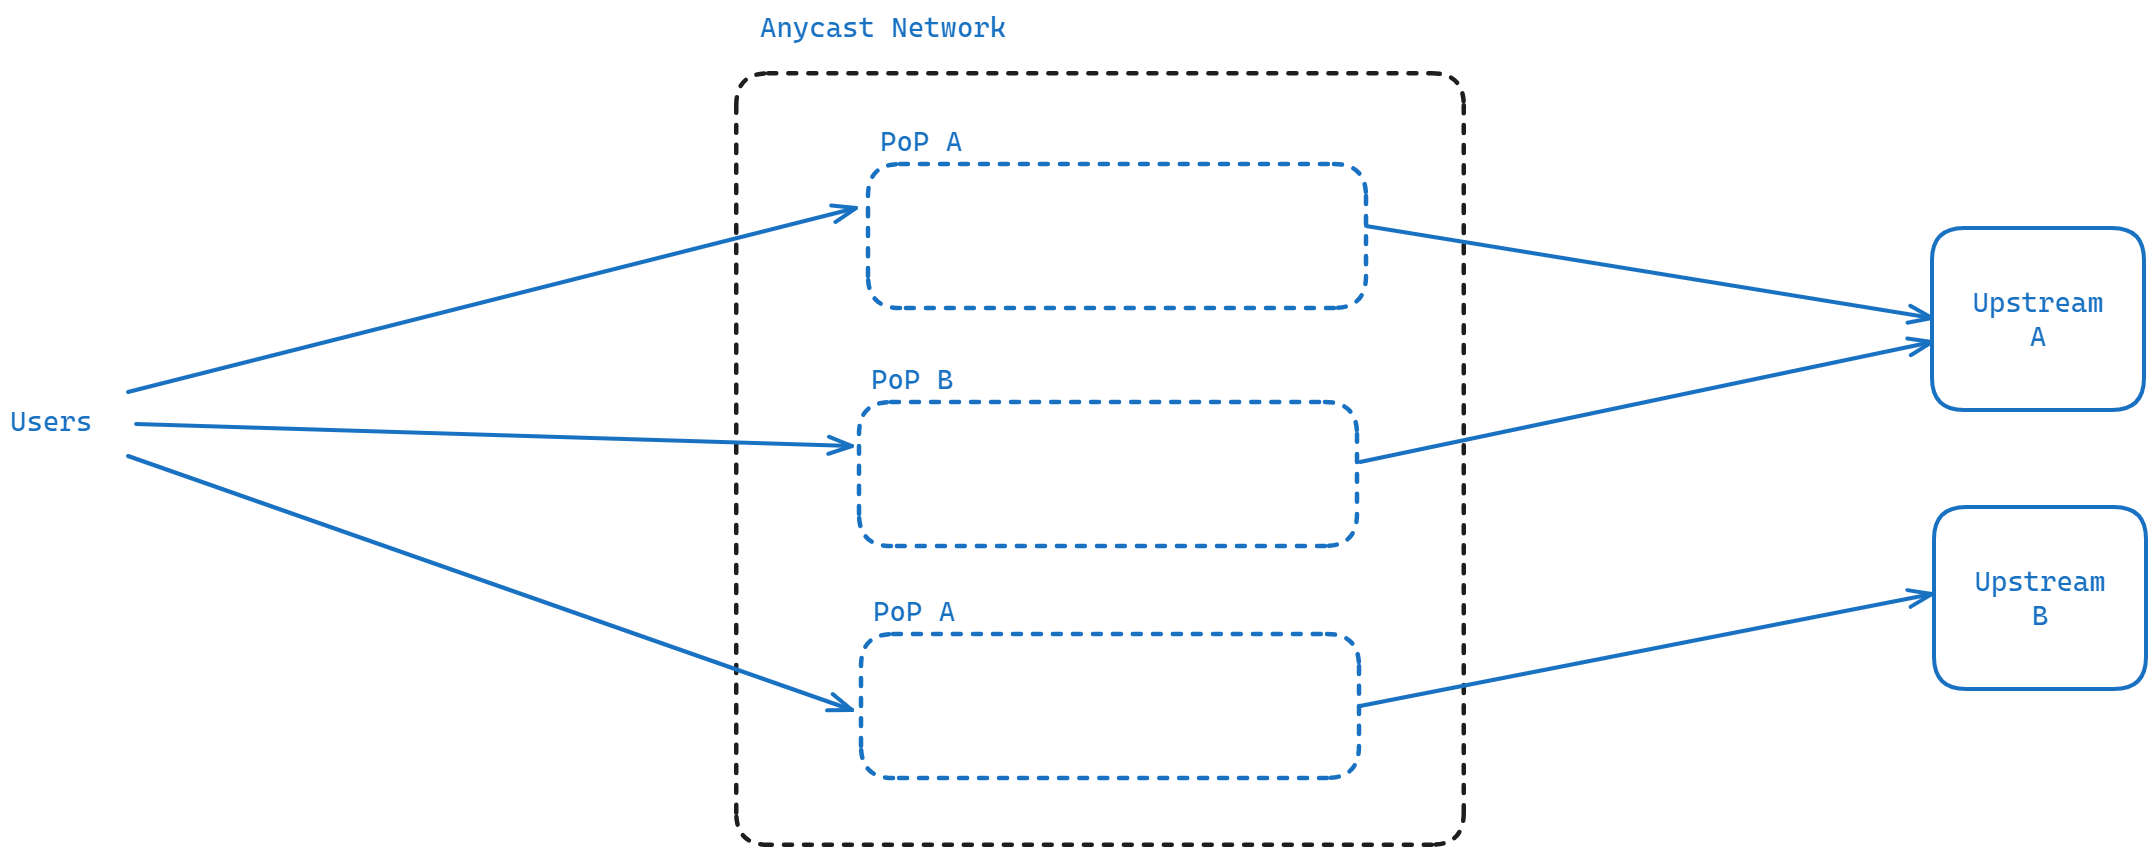 Anycast Network
PoP A
Users
PoP B
PoP A
Upstream
A
Upstream
B